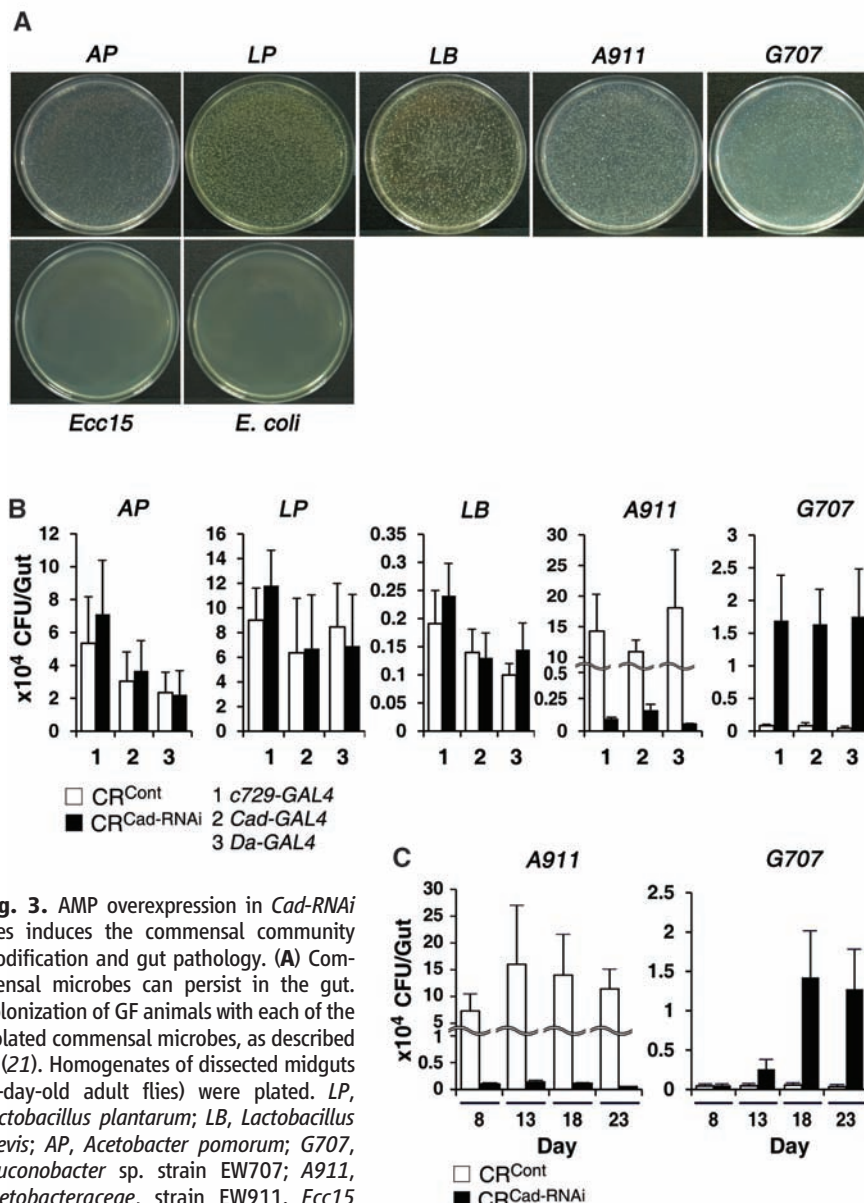 A
AP LP LB A911 G707
Ecc15 E. coli
B
AP LP LB A911 G707
x10⁴ CFU/Gut
12
10
8
6
4
2
0
1 2 3
16
14
12
10
8
6
4
2
0
1 2 3
0.35
0.3
0.25
0.2
0.15
0.1
0.05
0
1 2 3
30
25
20
15
10
0.5
0.25
0
1 2 3
3
2.5
2
1.5
1
0.5
0
1 2 3
CRCont
CRCad-RNAi
1 c729-GAL4
2 Cad-GAL4
3 Da-GAL4
g. 3. AMP overexpression in Cad-RNAi
es induces the commensal community
odification and gut pathology. (A) Com-
ensal microbes can persist in the gut.
olonization of GF animals with each of the
olated commensal microbes, as described
(21). Homogenates of dissected midguts
-day-old adult flies) were plated. LP,
ctobacillus plantarum; LB, Lactobacillus
evis; AP, Acetobacter pomorum; G707,
uconobacter sp. strain EW707; A911,
etobacteraceae, strain EW911. Ecc15
C
A911 G707
x10⁴ CFU/Gut
30
25
20
15
10
5
1
0.5
0
8 13 18 23
Day
2.5
2
1.5
1
0.5
0
8 13 18 23
Day
CRCont
CRCad-RNAi